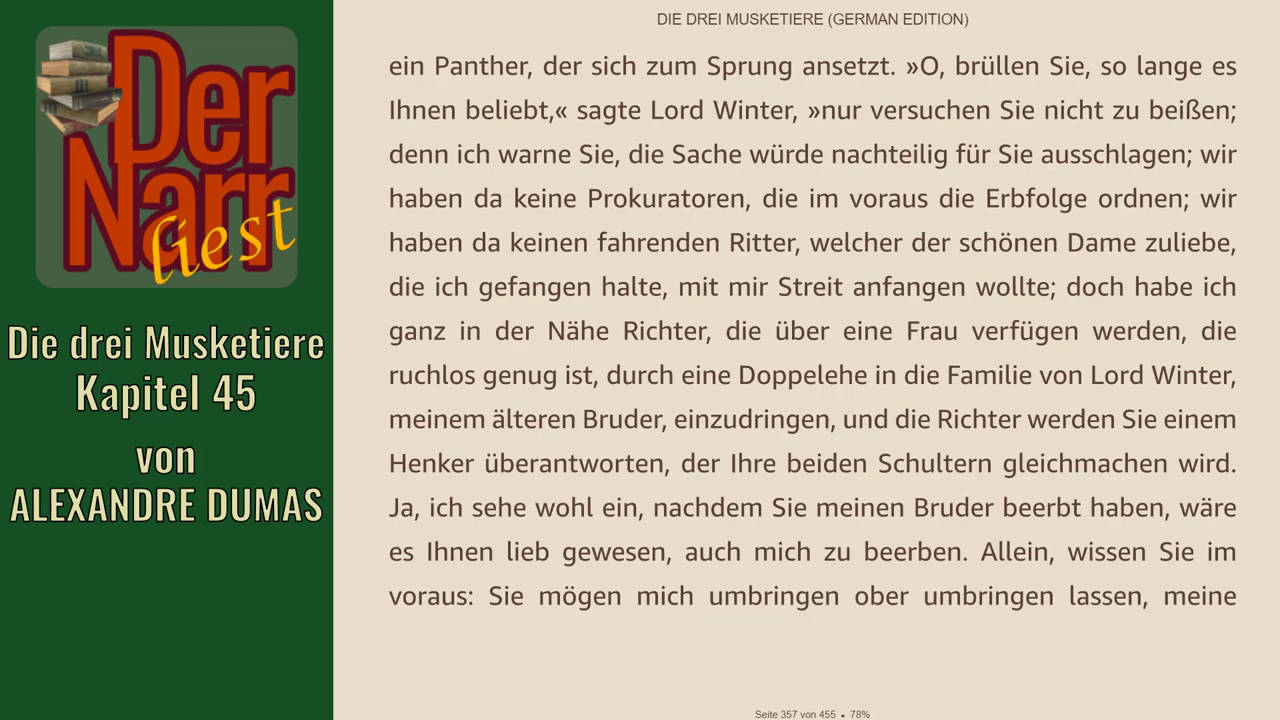 Der
Narr
liest
Die drei Musketiere
Kapitel 45
von
ALEXANDRE DUMAS
DIE DREI MUSKETIERE (GERMAN EDITION)
ein Panther, der sich zum Sprung ansetzt. »O, brüllen Sie, so lange es
Ihnen beliebt,« sagte Lord Winter, »nur versuchen Sie nicht zu beißen;
denn ich warne Sie, die Sache würde nachteilig für Sie ausschlagen; wir
haben da keine Prokuratoren, die im voraus die Erbfolge ordnen; wir
haben da keinen fahrenden Ritter, welcher der schönen Dame zuliebe,
die ich gefangen halte, mit mir Streit anfangen wollte; doch habe ich
ganz in der Nähe Richter, die über eine Frau verfügen werden, die
ruchlos genug ist, durch eine Doppelehe in die Familie von Lord Winter,
meinem älteren Bruder, einzudringen, und die Richter werden Sie einem
Henker überantworten, der Ihre beiden Schultern gleichmachen wird.
Ja, ich sehe wohl ein, nachdem Sie meinen Bruder beerbt haben, wäre
es Ihnen lieb gewesen, auch mich zu beerben. Allein, wissen Sie im
voraus: Sie mögen mich umbringen ober umbringen lassen, meine
Seite 357 von 455 • 78%